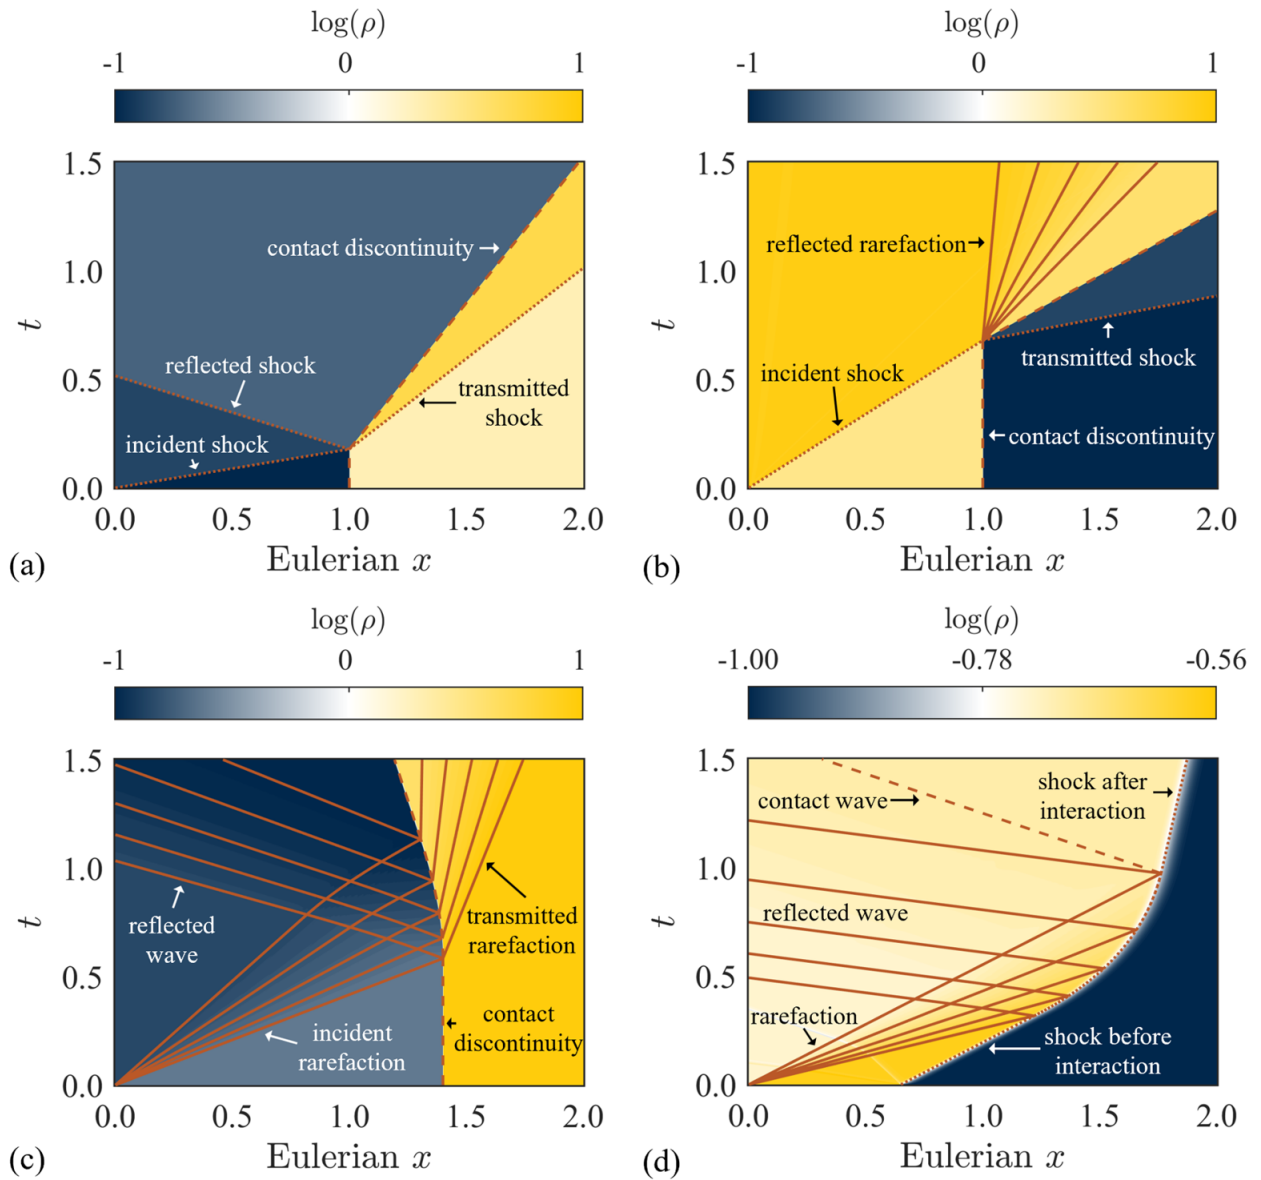 log(ρ)
-1 0 1
1.5
1.0
0.5
0.0
t
contact discontinuity
reflected shock
incident shock
transmitted
shock
0.0 0.5 1.0 1.5 2.0
(a) Eulerian x
log(ρ)
-1 0 1
1.5
1.0
0.5
0.0
t
reflected rarefaction
incident shock
transmitted shock
contact discontinuity
0.0 0.5 1.0 1.5 2.0
(b) Eulerian x
log(ρ)
-1 0 1
1.5
1.0
0.5
0.0
t
reflected
wave
transmitted
rarefaction
incident
rarefaction
contact
discontinuity
0.0 0.5 1.0 1.5 2.0
(c) Eulerian x
log(ρ)
-1.00 -0.78 -0.56
1.5
1.0
0.5
0.0
t
shock after
interaction
contact wave
reflected wave
rarefaction
shock before
interaction
0.0 0.5 1.0 1.5 2.0
(d) Eulerian x